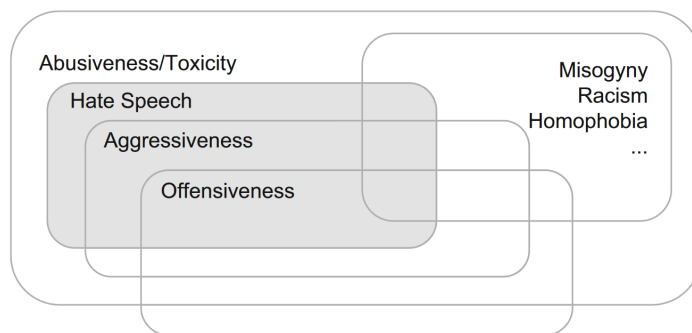 Abusiveness/Toxicity
Hate Speech
Aggressiveness
Offensiveness
Misogyny
Racism
Homophobia
...